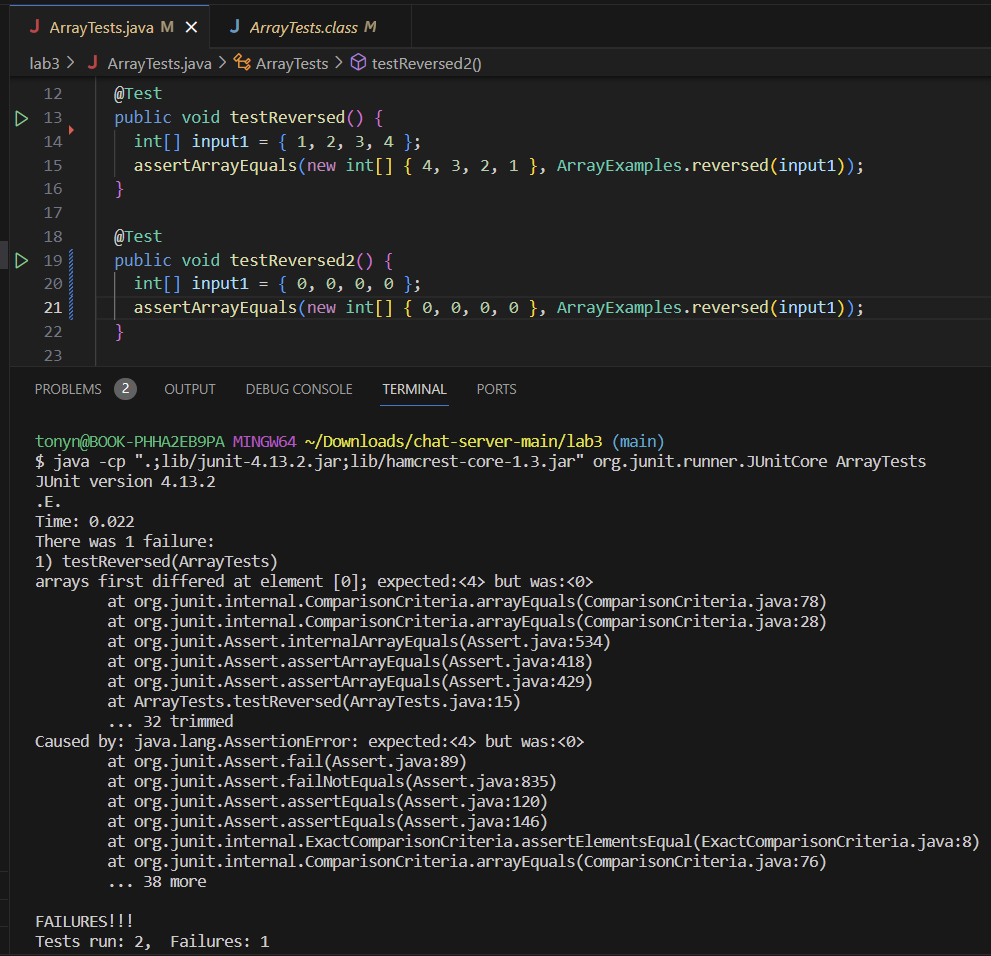 J ArrayTests.java M ✕ J ArrayTests.class M
lab3 > J ArrayTests.java > ArrayTests > testReversed2()
12 @Test
13 public void testReversed() {
14 int[] input1 = { 1, 2, 3, 4 };
15 assertArrayEquals(new int[] { 4, 3, 2, 1 }, ArrayExamples.reversed(input1));
16 }
17
18 @Test
19 public void testReversed2() {
20 int[] input1 = { 0, 0, 0, 0 };
21 assertArrayEquals(new int[] { 0, 0, 0, 0 }, ArrayExamples.reversed(input1));
22 }
23
PROBLEMS 2 OUTPUT DEBUG CONSOLE TERMINAL PORTS
tonyn@BOOK-PHHA2EB9PA MINGW64 ~/Downloads/chat-server-main/lab3 (main)
$ java -cp ".;lib/junit-4.13.2.jar;lib/hamcrest-core-1.3.jar" org.junit.runner.JUnitCore ArrayTests
JUnit version 4.13.2
.E.
Time: 0.022
There was 1 failure:
1) testReversed(ArrayTests)
arrays first differed at element [0]; expected:<4> but was:<0>
at org.junit.internal.ComparisonCriteria.arrayEquals(ComparisonCriteria.java:78)
at org.junit.internal.ComparisonCriteria.arrayEquals(ComparisonCriteria.java:28)
at org.junit.Assert.internalArrayEquals(Assert.java:534)
at org.junit.Assert.assertArrayEquals(Assert.java:418)
at org.junit.Assert.assertArrayEquals(Assert.java:429)
at ArrayTests.testReversed(ArrayTests.java:15)
... 32 trimmed
Caused by: java.lang.AssertionError: expected:<4> but was:<0>
at org.junit.Assert.fail(Assert.java:89)
at org.junit.Assert.failNotEquals(Assert.java:835)
at org.junit.Assert.assertEquals(Assert.java:120)
at org.junit.Assert.assertEquals(Assert.java:146)
at org.junit.internal.ExactComparisonCriteria.assertElementsEqual(ExactComparisonCriteria.java:8)
at org.junit.internal.ComparisonCriteria.arrayEquals(ComparisonCriteria.java:76)
... 38 more
FAILURES!!!
Tests run: 2,  Failures: 1